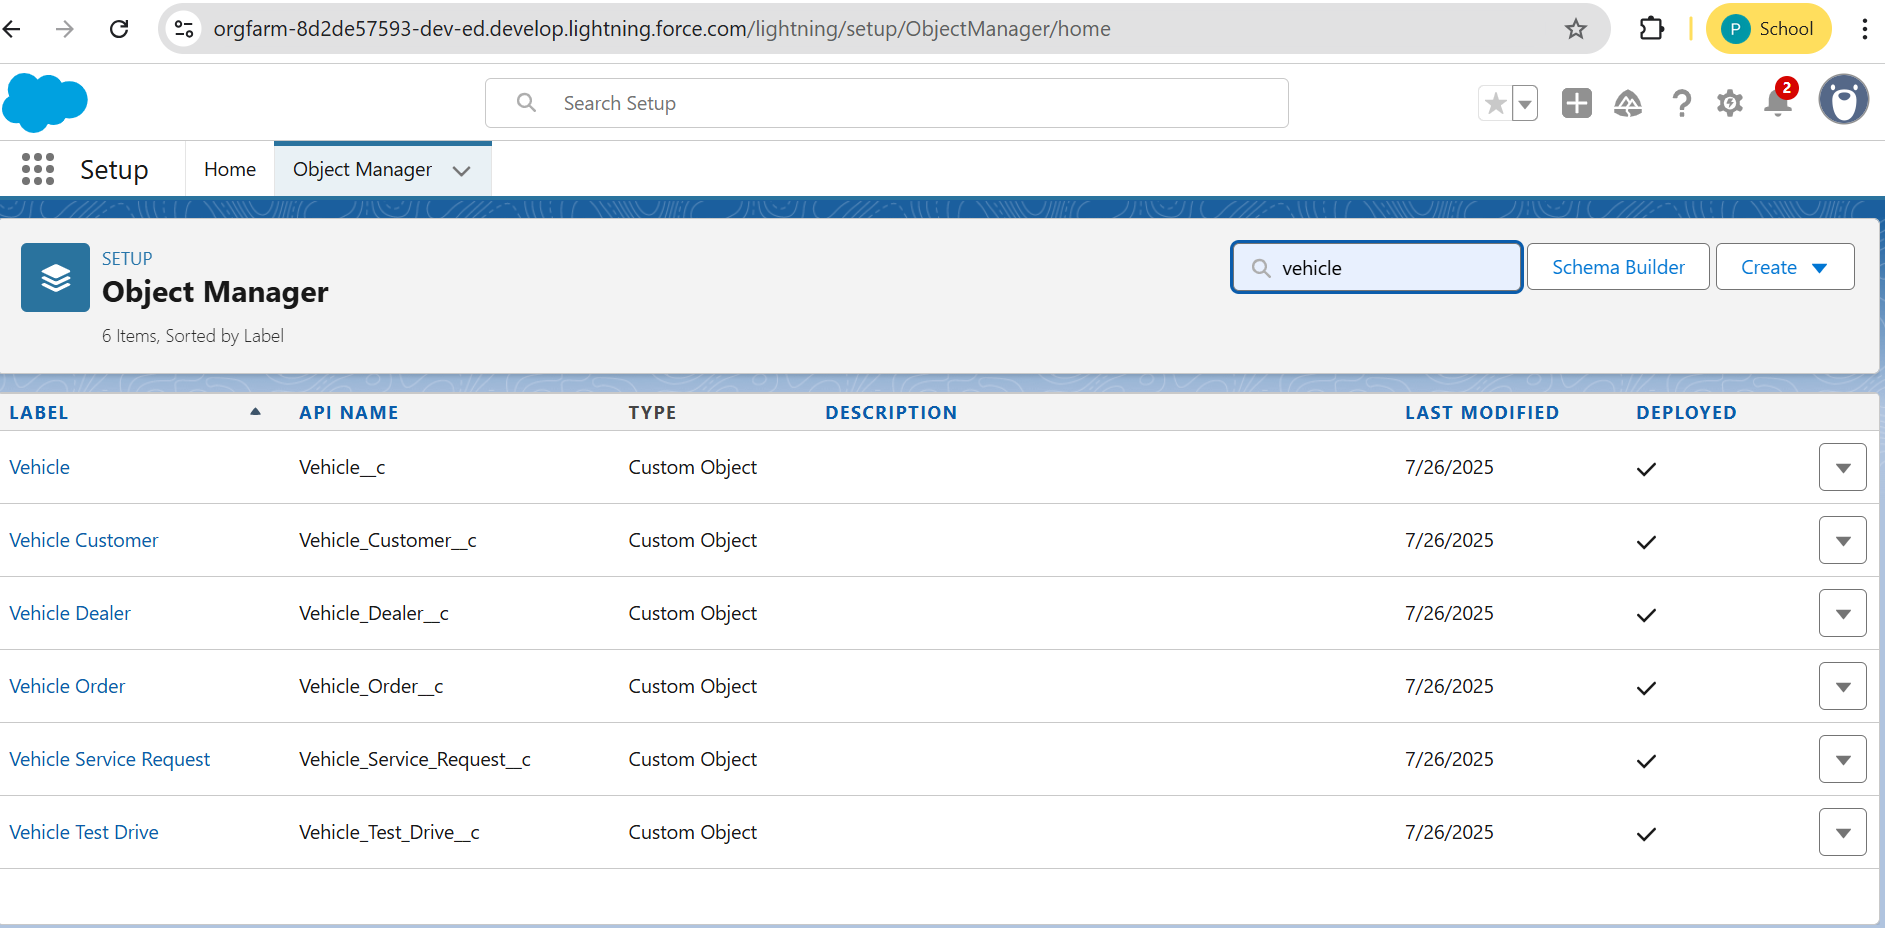 orgfarm-8d2de57593-dev-ed.develop.lightning.force.com/lightning/setup/ObjectManager/home
P School
Search Setup
2
Setup Home Object Manager
SETUP
Object Manager
6 Items, Sorted by Label
vehicle
Schema Builder
Create
LABEL API NAME TYPE DESCRIPTION LAST MODIFIED DEPLOYED
Vehicle Vehicle__c Custom Object 7/26/2025
Vehicle Customer Vehicle_Customer__c Custom Object 7/26/2025
Vehicle Dealer Vehicle_Dealer__c Custom Object 7/26/2025
Vehicle Order Vehicle_Order__c Custom Object 7/26/2025
Vehicle Service Request Vehicle_Service_Request__c Custom Object 7/26/2025
Vehicle Test Drive Vehicle_Test_Drive__c Custom Object 7/26/2025